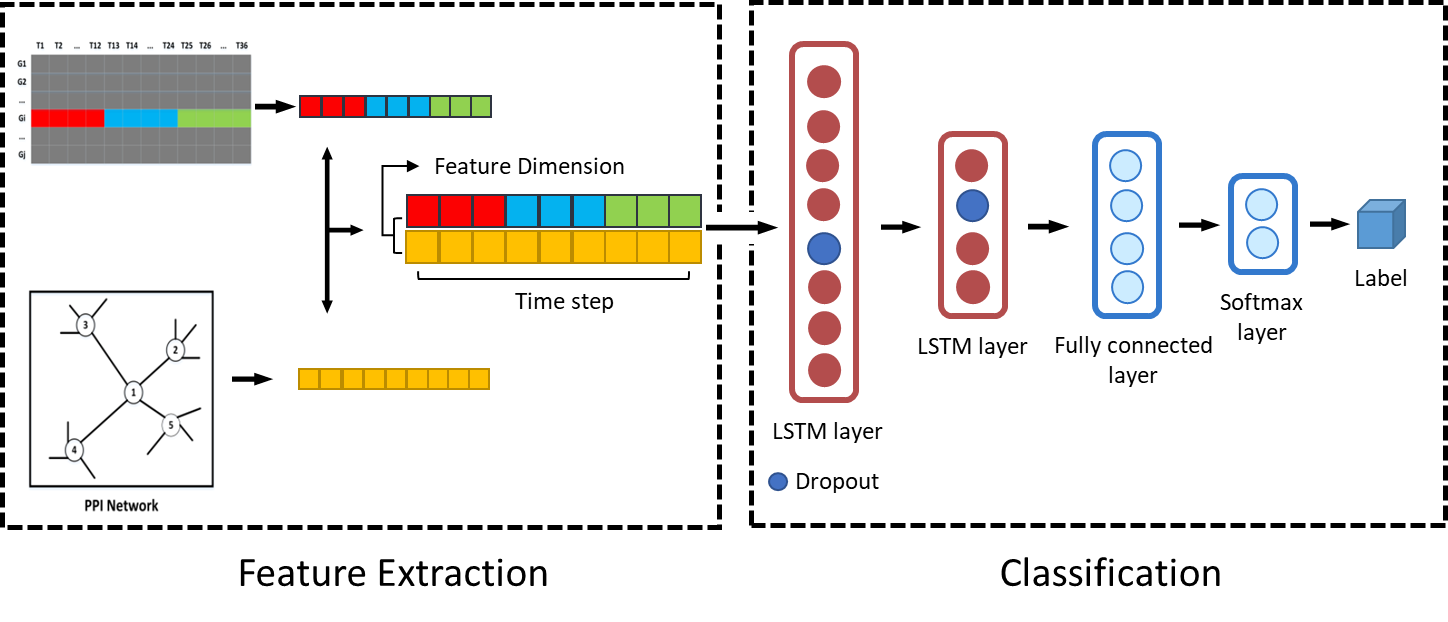 T1 T2 ... T12 T13 T14 ... T24 T25 T26 ... T36
G1
G2
...
Gi
...
Gj
Feature Dimension
Time step
3
2
1
5
4
PPI Network
LSTM layer
Dropout
LSTM layer
Fully connected
layer
Softmax
layer
Label
Feature Extraction
Classification